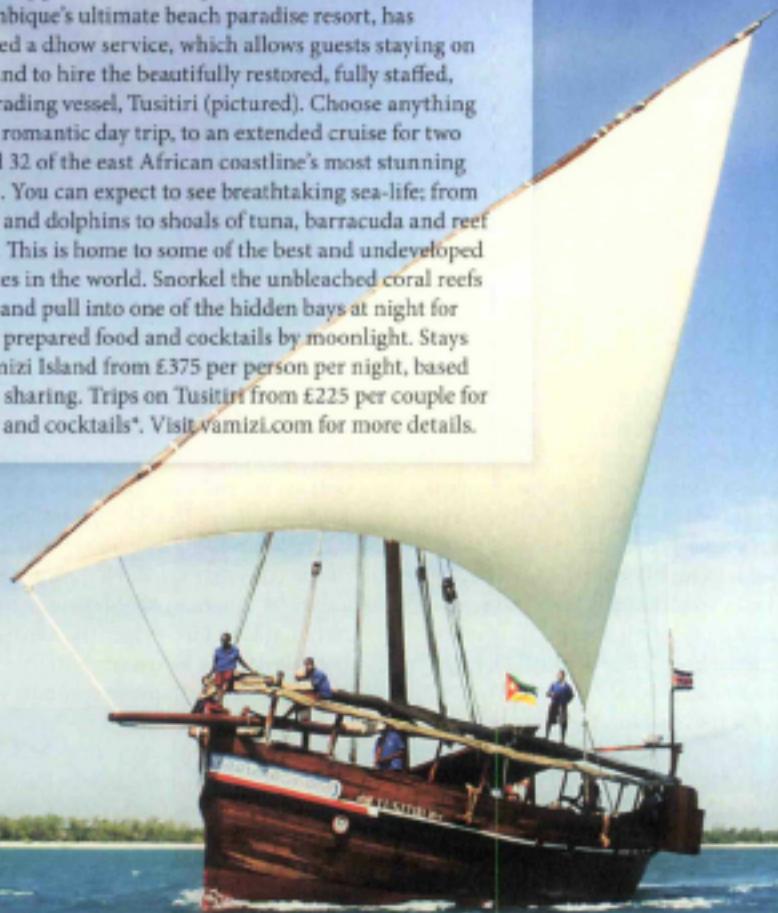 nbique's ultimate beach paradise resort, has
ed a dhow service, which allows guests staying on
nd to hire the beautifully restored, fully staffed,
rading vessel, Tusitiri (pictured). Choose anything
romantic day trip, to an extended cruise for two
l 32 of the east African coastline's most stunning
. You can expect to see breathtaking sea-life; from
and dolphins to shoals of tuna, barracuda and reef
This is home to some of the best and undeveloped
es in the world. Snorkel the unbleached coral reefs
and pull into one of the hidden bays at night for
prepared food and cocktails by moonlight. Stays
mizi Island from £375 per person per night, based
sharing. Trips on Tusitiri from £225 per couple for
and cocktails*. Visit vamizi.com for more details.